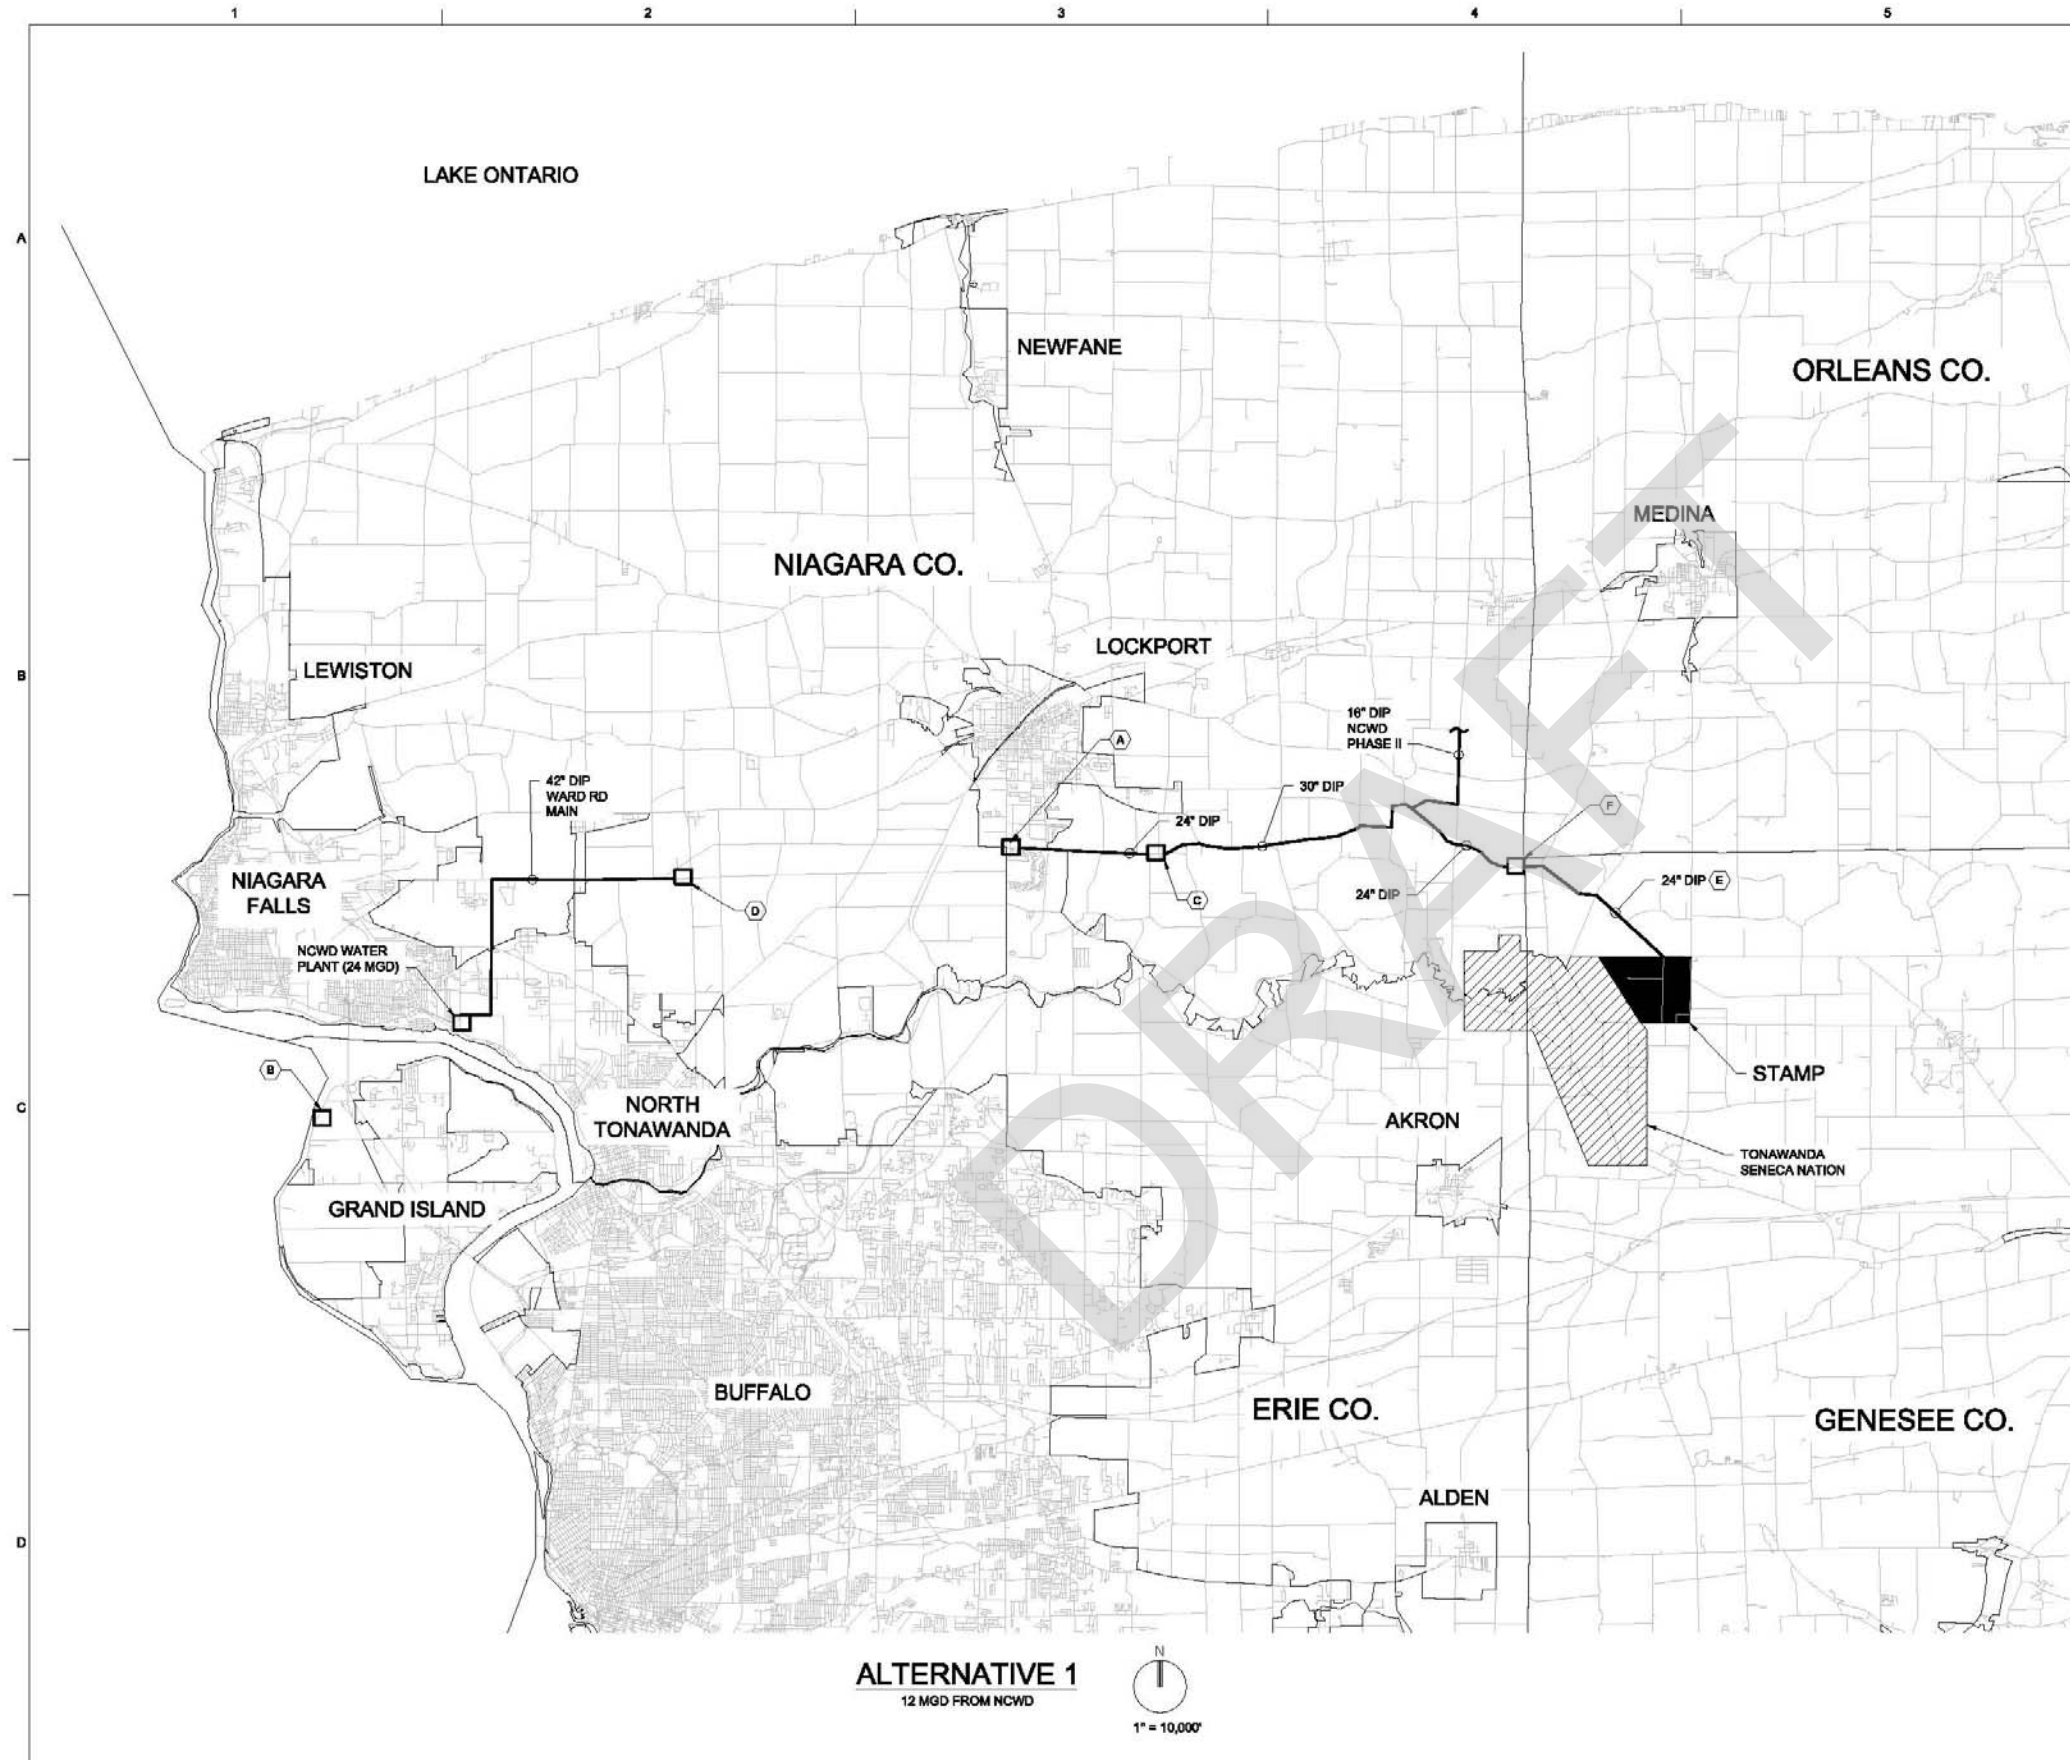 1 2 3 4 5
A
B
C
D
LAKE ONTARIO
NEWFANE
ORLEANS CO.
MEDINA
NIAGARA CO.
LOCKPORT
LEWISTON
16" DIP
NCWD
PHASE II
A
42" DIP
WARD RD
MAIN
30" DIP
F
24" DIP
NIAGARA
FALLS
24" DIP E
24" DIP
C
D
NCWD WATER
PLANT (24 MGD)
B
STAMP
NORTH
TONAWANDA
AKRON
TONAWANDA
SENECA NATION
GRAND ISLAND
BUFFALO
ERIE CO.
GENESEE CO.
ALDEN
DRAFT
ALTERNATIVE 1
12 MGD FROM NCWD
N
1" = 10,000'